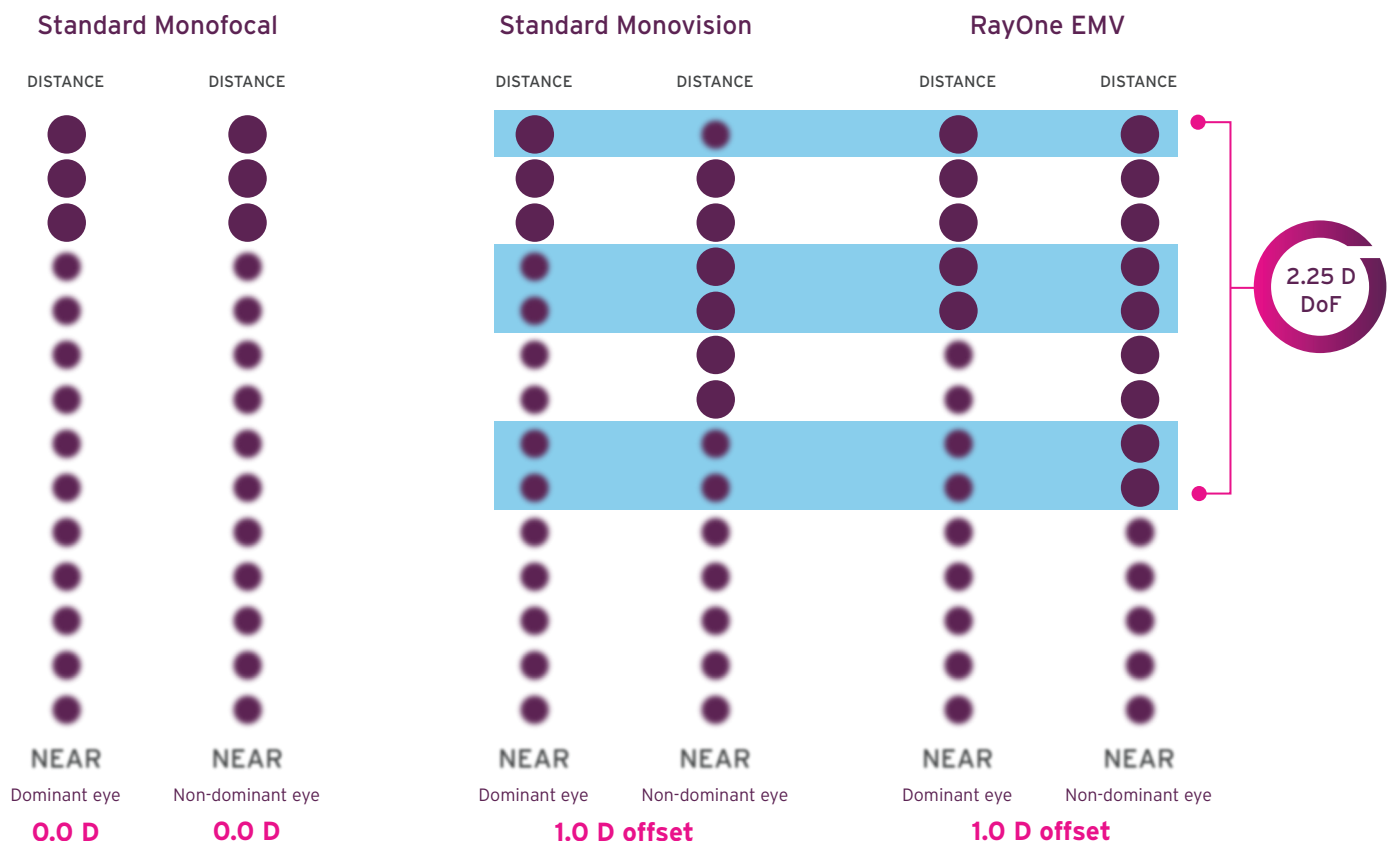 Standard Monofocal
Standard Monovision
RayOne EMV
DISTANCE
DISTANCE
DISTANCE
DISTANCE
DISTANCE
DISTANCE
2.25 D
DoF
NEAR
NEAR
NEAR
NEAR
NEAR
NEAR
Dominant eye
Non-dominant eye
Dominant eye
Non-dominant eye
Dominant eye
Non-dominant eye
0.0 D
0.0 D
1.0 D offset
1.0 D offset